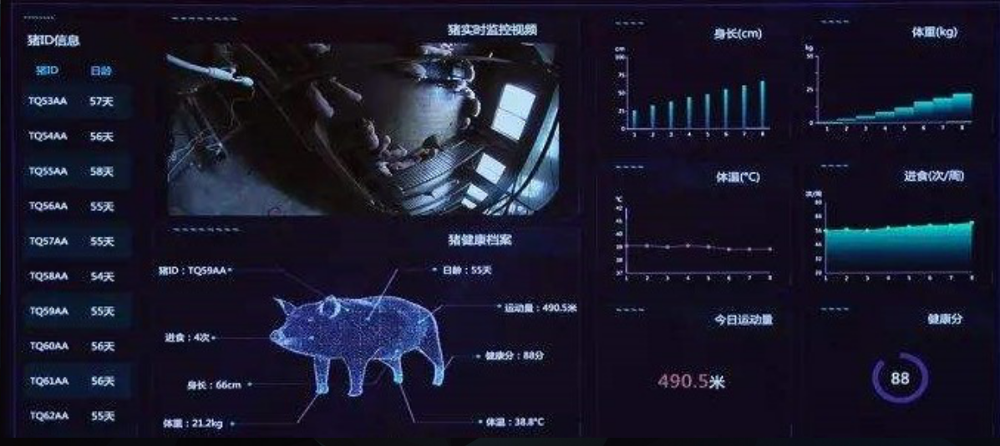 猪ID信息
猪ID 日龄
TQ53AA 57天
TQ54AA 56天
TQ55AA 58天
TQ56AA 55天
TQ57AA 55天
TQ58AA 54天
TQ59AA 55天
TQ60AA 56天
TQ61AA 56天
TQ62AA 55天
猪实时监控视频
猪健康档案
猪ID：TQ59AA
日龄：55天
运动量：490.5米
进食：4次
健康分：88分
身长：66cm
体重：21.2kg
体温：38.8°C
身长(cm)
cm
100
75
50
25
0
1 2 3 4 5 6 7 8
体重(kg)
kg
50
25
0
1 2 3 4 5 6 7 8
体温(°C)
°C
1 2 3 4 5 6 7 8
进食(次/周)
次/周
1 2 3 4 5 6 7 8
今日运动量
490.5米
健康分
88